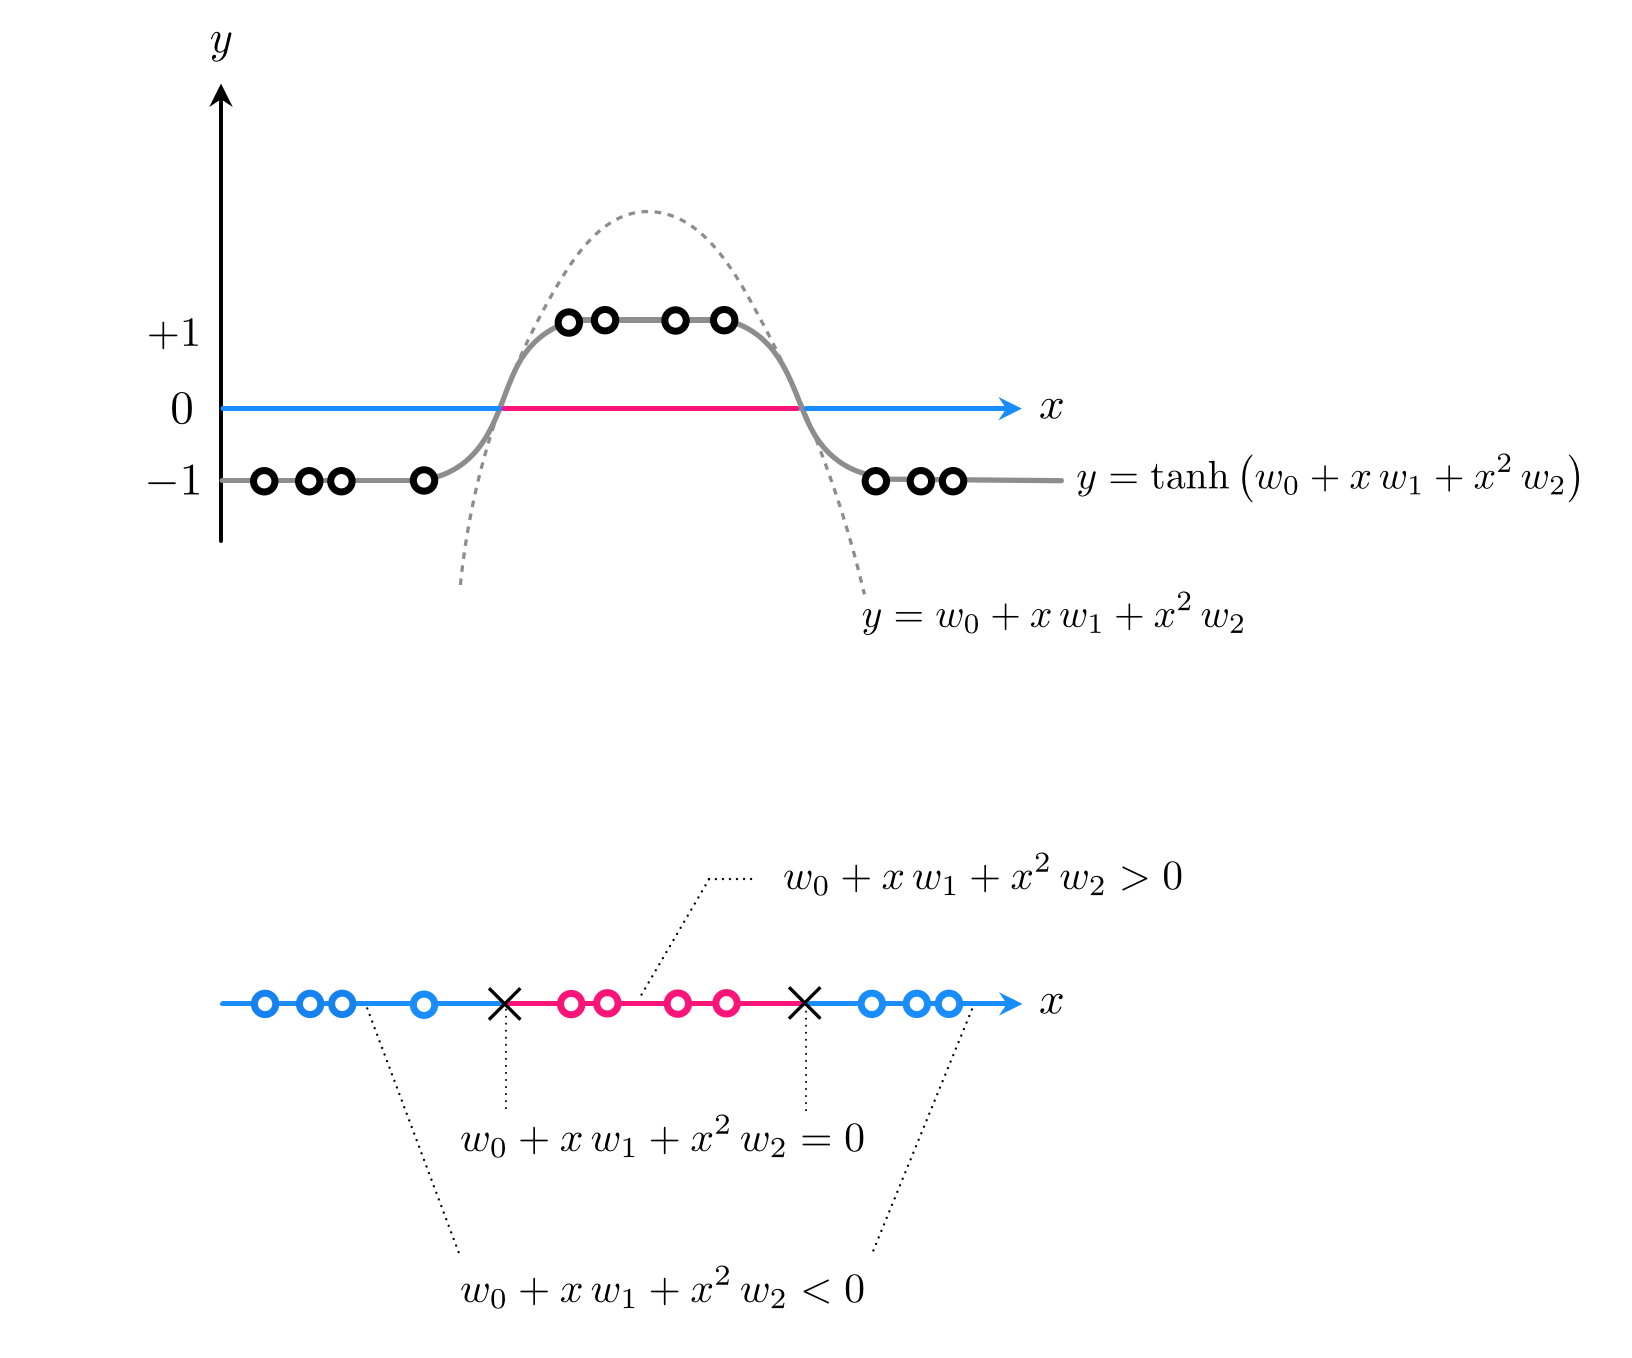 y
+1
0
x
−1
y = tanh (w₀ + x w₁ + x² w₂)
y = w₀ + x w₁ + x² w₂
w₀ + x w₁ + x² w₂ > 0
x
w₀ + x w₁ + x² w₂ = 0
w₀ + x w₁ + x² w₂ < 0